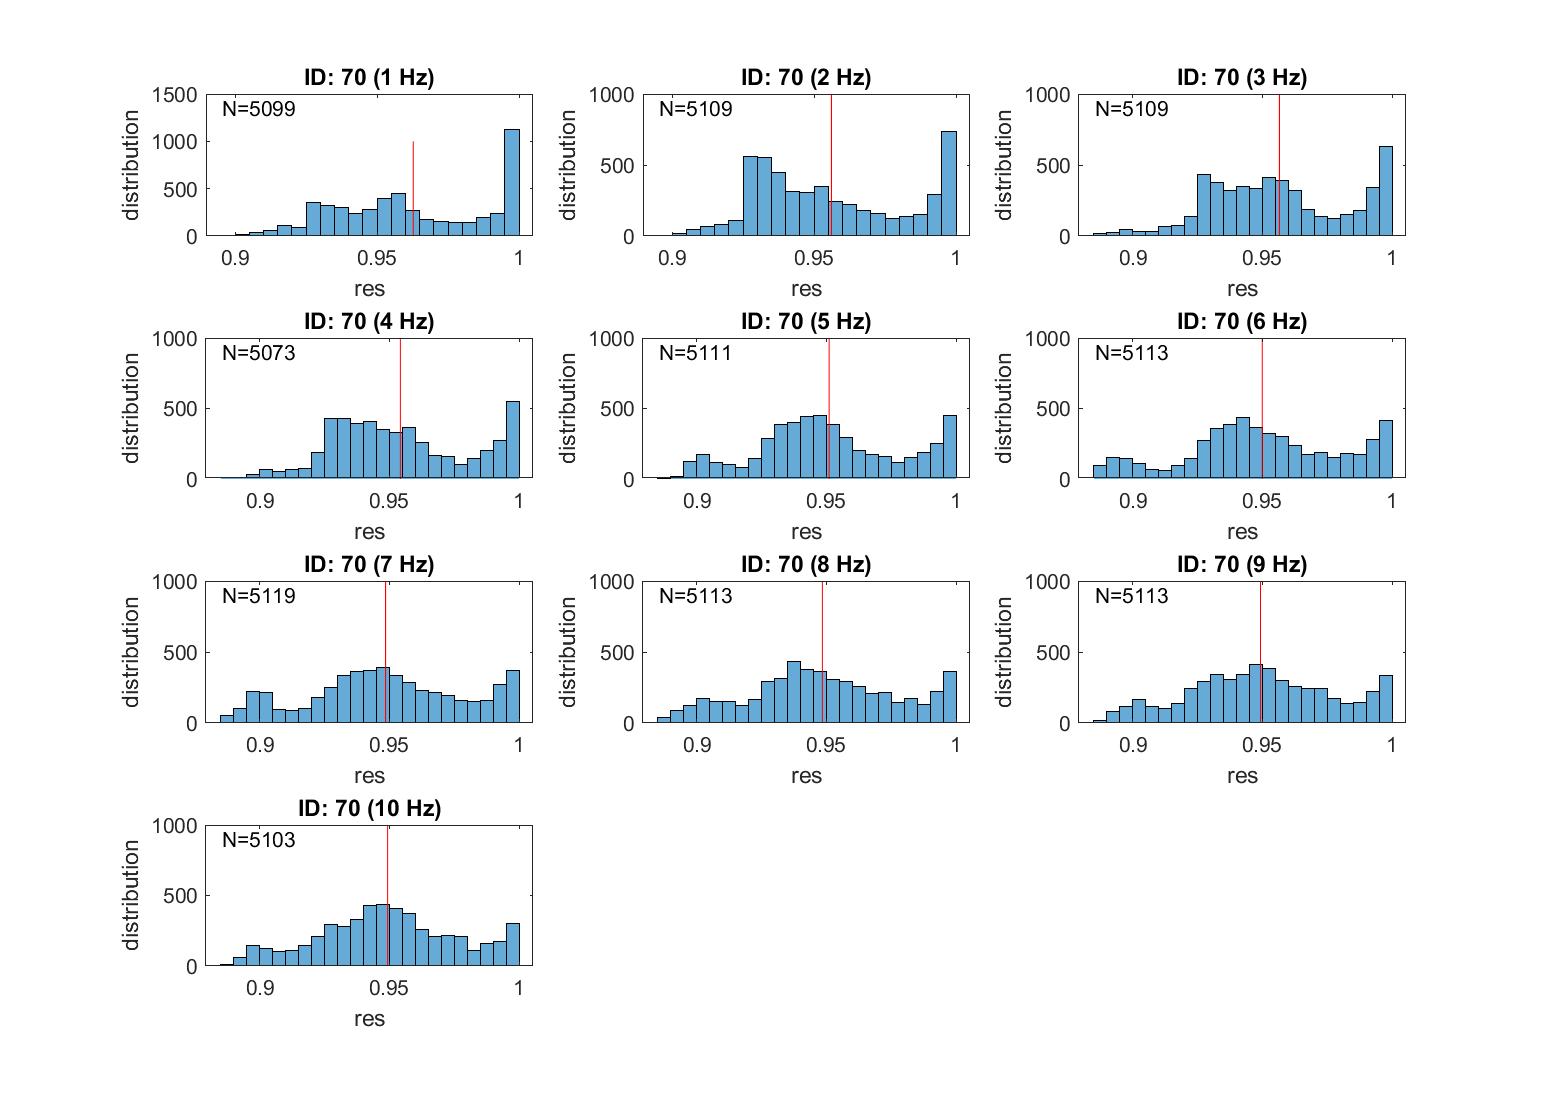 ID: 70 (1 Hz)
N=5099
distribution
1500
1000
500
0
0.9 0.95 1
res
ID: 70 (2 Hz)
N=5109
distribution
1000
500
0
0.9 0.95 1
res
ID: 70 (3 Hz)
N=5109
distribution
1000
500
0
0.9 0.95 1
res
ID: 70 (4 Hz)
N=5073
distribution
1000
500
0
0.9 0.95 1
res
ID: 70 (5 Hz)
N=5111
distribution
1000
500
0
0.9 0.95 1
res
ID: 70 (6 Hz)
N=5113
distribution
1000
500
0
0.9 0.95 1
res
ID: 70 (7 Hz)
N=5119
distribution
1000
500
0
0.9 0.95 1
res
ID: 70 (8 Hz)
N=5113
distribution
1000
500
0
0.9 0.95 1
res
ID: 70 (9 Hz)
N=5113
distribution
1000
500
0
0.9 0.95 1
res
ID: 70 (10 Hz)
N=5103
distribution
1000
500
0
0.9 0.95 1
res